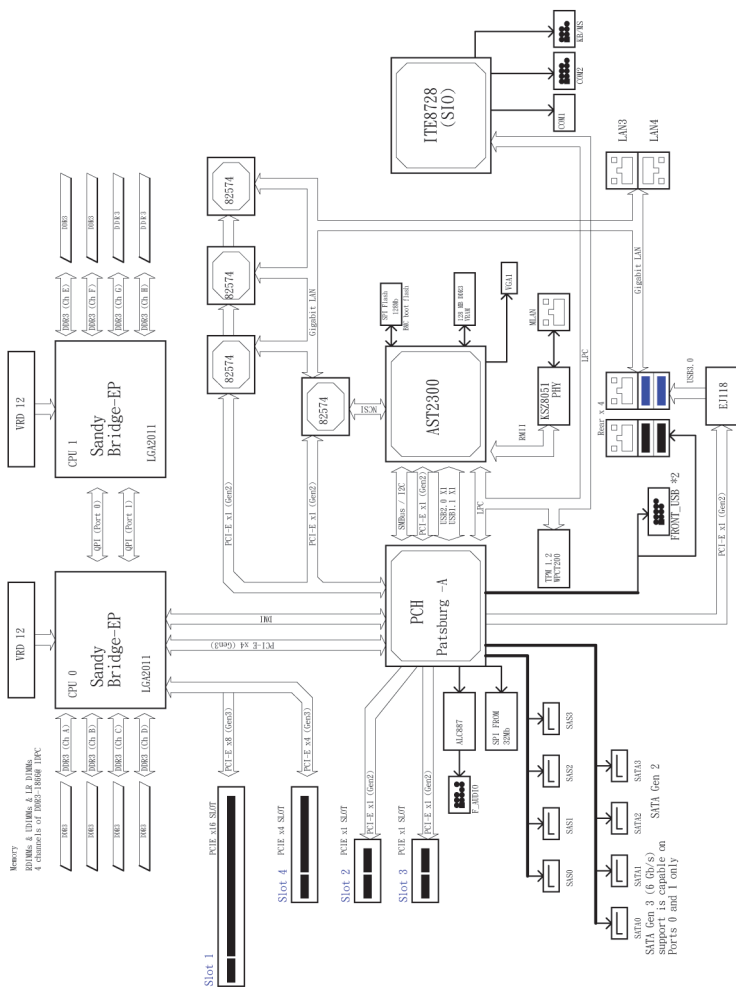 Memory
RDIMMs & UDIMMs & LR DIMMs
4 channels of DDR3-1866@ 1DPC
VRD 12
VRD 12
DDR3
DDR3
DDR3
DDR3
DDR3 (Ch A)
DDR3 (Ch B)
DDR3 (Ch C)
DDR3 (Ch D)
CPU 0
Sandy
Bridge-EP
LGA2011
QPI (Port 0)
QPI (Port 1)
CPU 1
Sandy
Bridge-EP
LGA2011
DDR3 (Ch E)
DDR3 (Ch F)
DDR3 (Ch G)
DDR3 (Ch H)
DDR3
DDR3
DDR3
DDR3
Slot 1
PCIE x16 SLOT
PCI-E x8 (Gen3)
Slot 4
PCIE x4 SLOT
PCI-E x4 (Gen3)
PCI-E x4 (Gen3)
DMI
PCI-E x1 (Gen2)
PCI-E x1 (Gen2)
82574
82574
82574
82574
Gigabit LAN
NCSI
Slot 2
PCIE x1 SLOT
PCI-E x1 (Gen2)
Slot 3
PCIE x1 SLOT
PCI-E x1 (Gen2)
PCH
Patsburg -A
SMBus / I2C
PCI-E x1 (Gen2)
USB2.0 X1
USB1.1 X1
LPC
AST2300
SPI Flash
128Mb
BMC boot flash
128 MB DDR3
VRAM
VGA1
ITE8728
(SIO)
COM1
COM2
KB/MS
ALC887
F_AUDIO
SPI FROM
32Mb
TPM 1.2
WPCT200
RMII
KSZ8051
PHY
MLAN
LPC
LAN3
LAN4
Gigabit LAN
SAS0
SAS1
SAS2
SAS3
SATA0
SATA1
SATA2
SATA3
SATA Gen 3 (6 Gb/s)
support is capable on
Ports 0 and 1 only
SATA Gen 2
FRONT_USB *2
Rear x 4
USB3.0
PCI-E x1 (Gen2)
EJ118